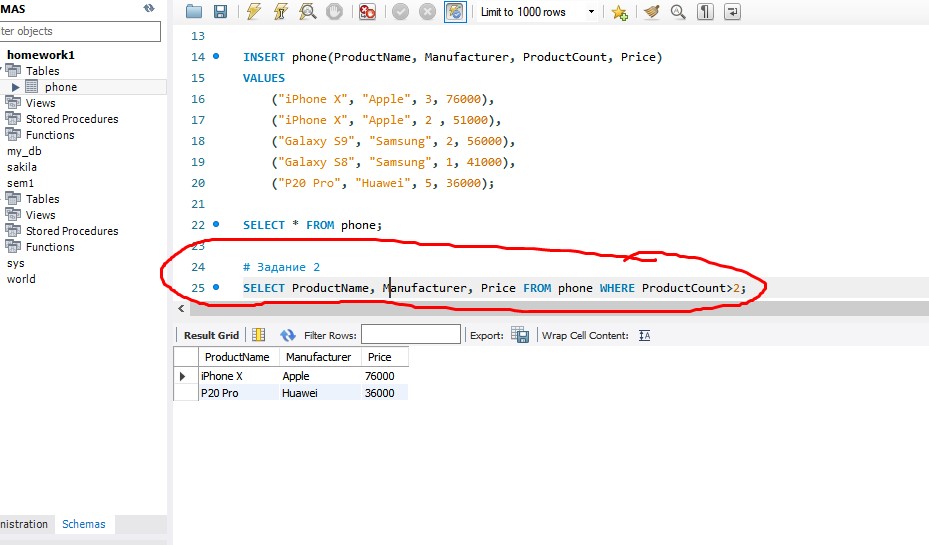 MAS
ter objects
homework1
Tables
phone
Views
Stored Procedures
Functions
my_db
sakila
sem1
Tables
Views
Stored Procedures
Functions
sys
world
nistration Schemas
Limit to 1000 rows
13
14 INSERT phone(ProductName, Manufacturer, ProductCount, Price)
15 VALUES
16 ("iPhone X", "Apple", 3, 76000),
17 ("iPhone X", "Apple", 2 , 51000),
18 ("Galaxy S9", "Samsung", 2, 56000),
19 ("Galaxy S8", "Samsung", 1, 41000),
20 ("P20 Pro", "Huawei", 5, 36000);
21
22 SELECT * FROM phone;
23
24 # Задание 2
25 SELECT ProductName, Manufacturer, Price FROM phone WHERE ProductCount>2;
Result Grid Filter Rows: Export: Wrap Cell Content:
ProductName Manufacturer Price
iPhone X Apple 76000
P20 Pro Huawei 36000